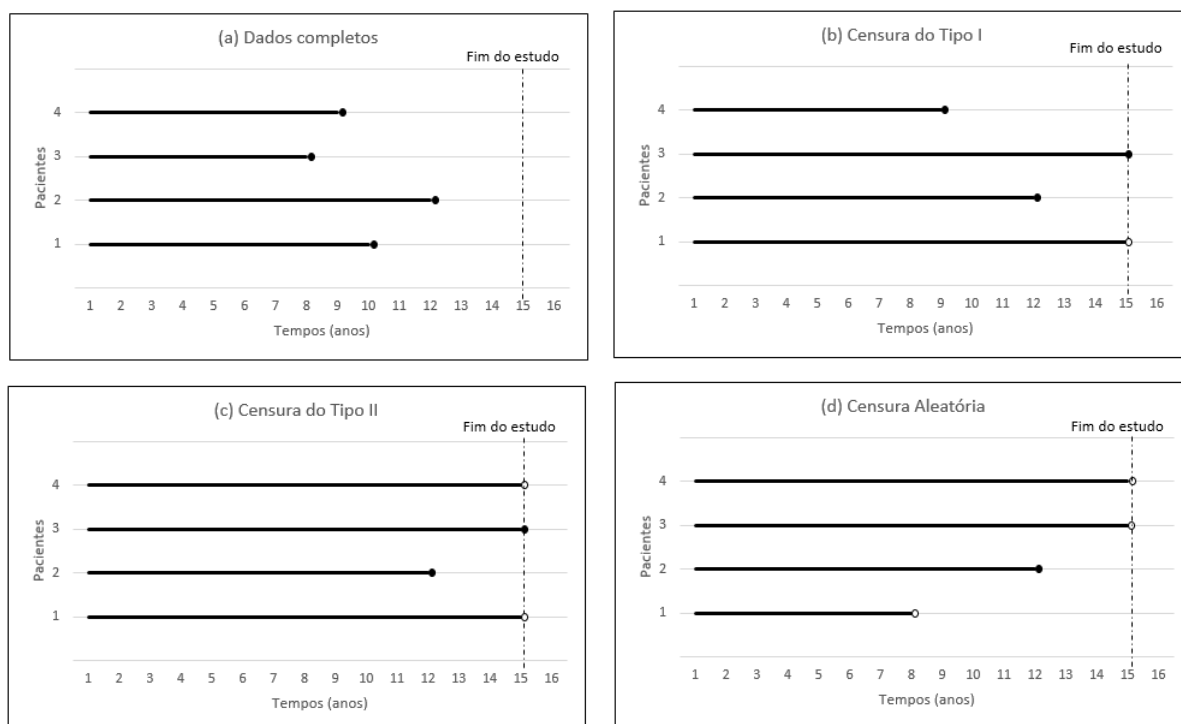 (a) Dados completos
Fim do estudo
Pacientes
4
3
2
1
1 2 3 4 5 6 7 8 9 10 11 12 13 14 15 16
Tempos (anos)
(b) Censura do Tipo I
Fim do estudo
Pacientes
4
3
2
1
1 2 3 4 5 6 7 8 9 10 11 12 13 14 15 16
Tempos (anos)
(c) Censura do Tipo II
Fim do estudo
Pacientes
4
3
2
1
1 2 3 4 5 6 7 8 9 10 11 12 13 14 15 16
Tempos (anos)
(d) Censura Aleatória
Fim do estudo
Pacientes
4
3
2
1
1 2 3 4 5 6 7 8 9 10 11 12 13 14 15 16
Tempos (anos)